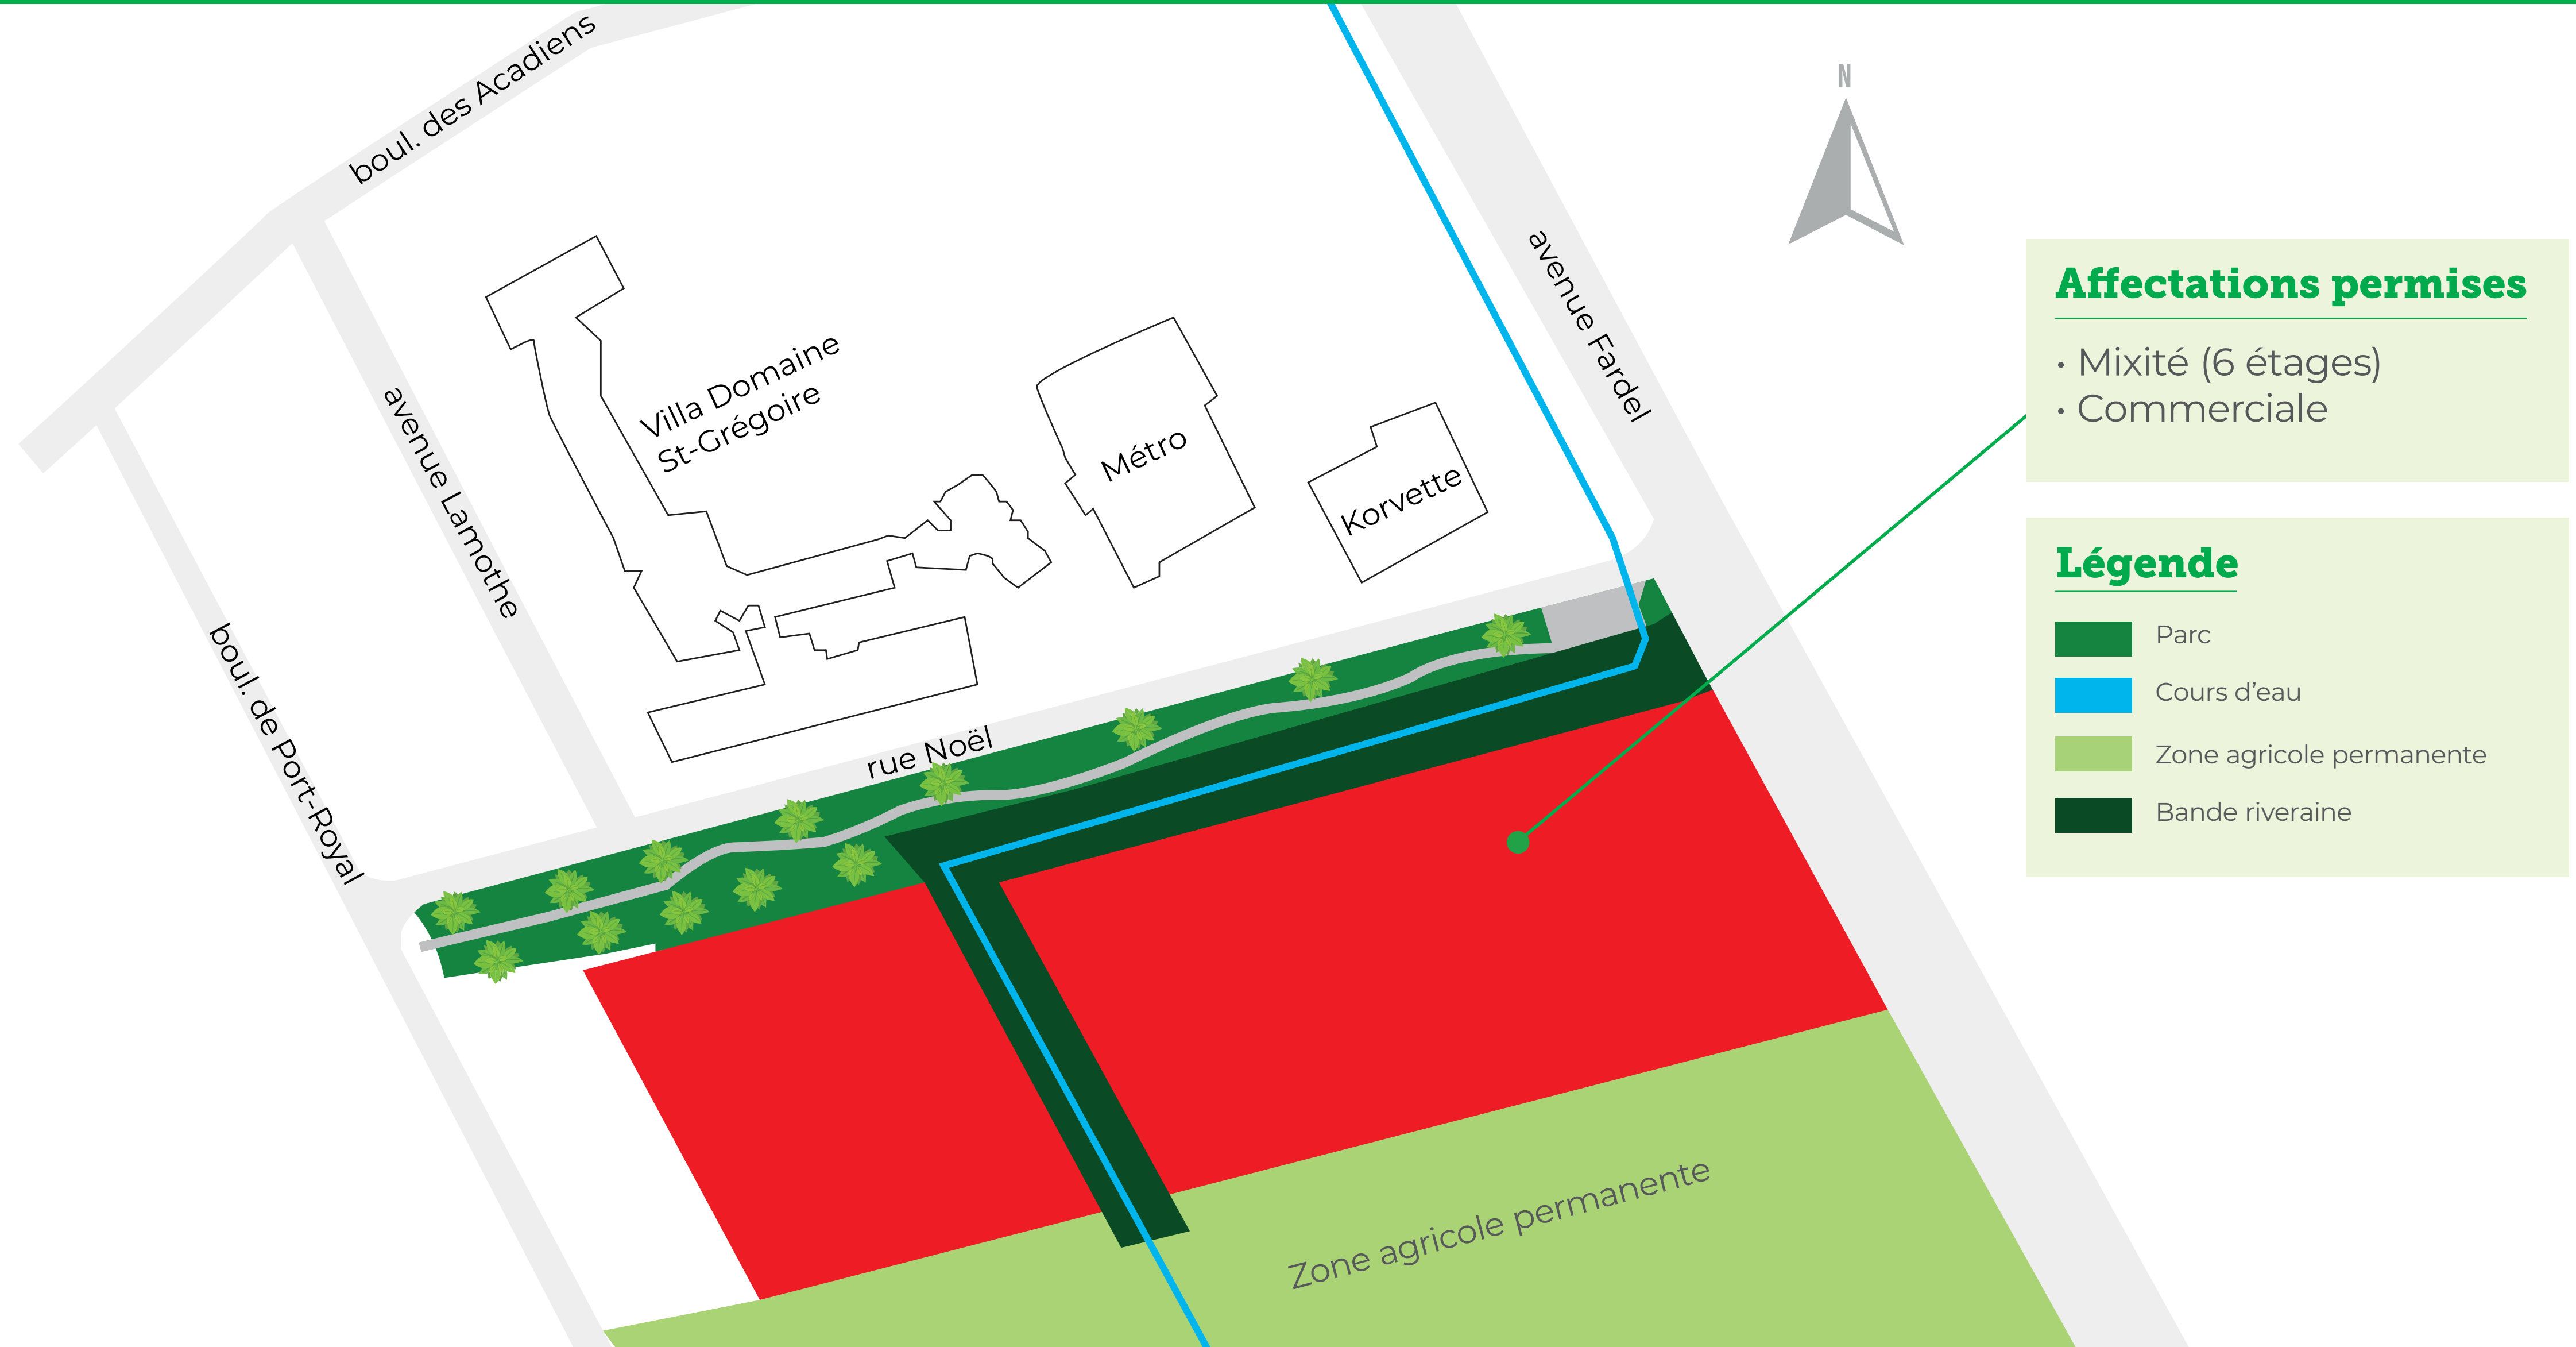 boul. des Acadiens
N
avenue Fardel
avenue Lamothe
Villa Domaine
St-Grégoire
Métro
Korvette
boul. de Port-Royal
rue Noël
Zone agricole permanente
Affectations permises
• Mixité (6 étages)
• Commerciale
Légende
Parc
Cours d’eau
Zone agricole permanente
Bande riveraine